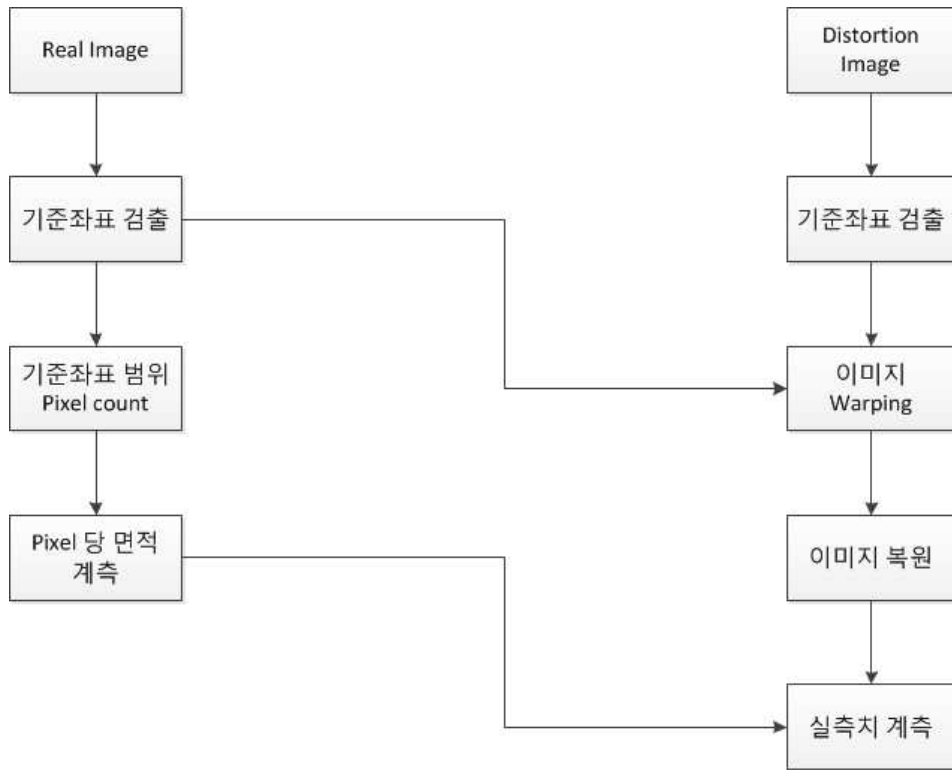 Real Image
기준좌표 검출
기준좌표 범위
Pixel count
Pixel 당 면적
계측
Distortion
Image
기준좌표 검출
이미지
Warping
이미지 복원
실측치 계측